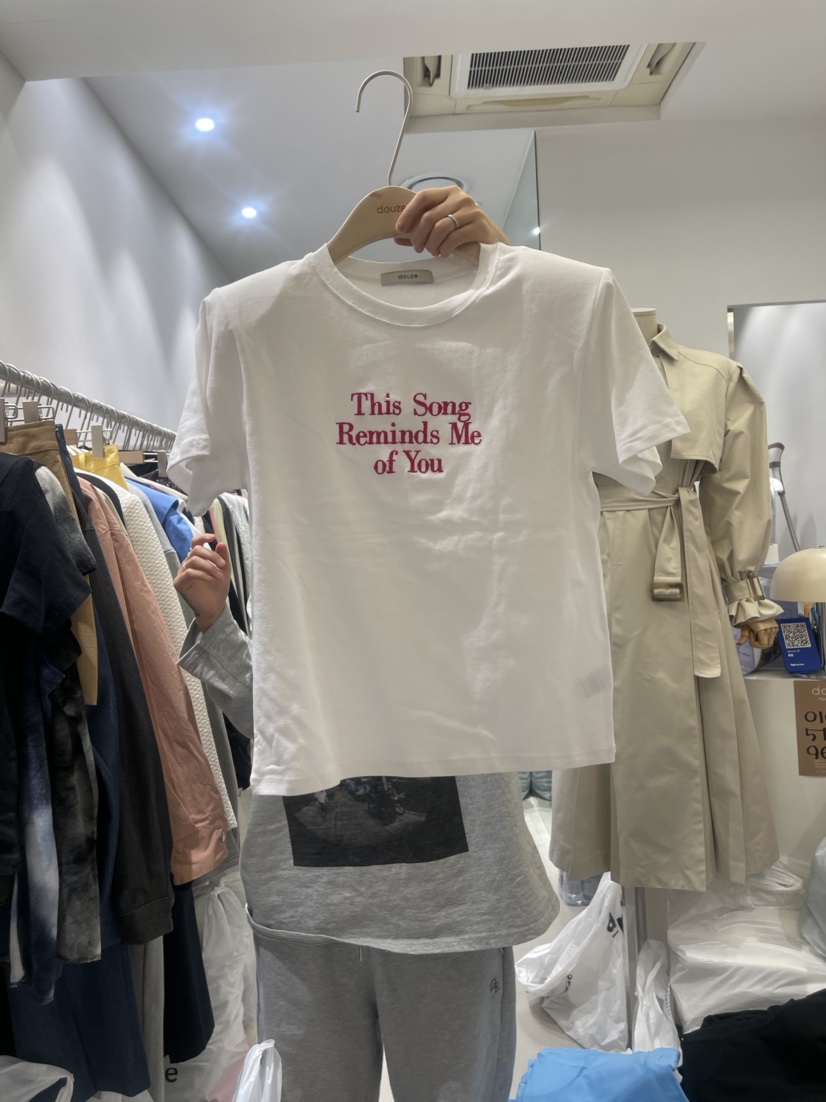 douze
douze
This Song
Reminds Me
of You